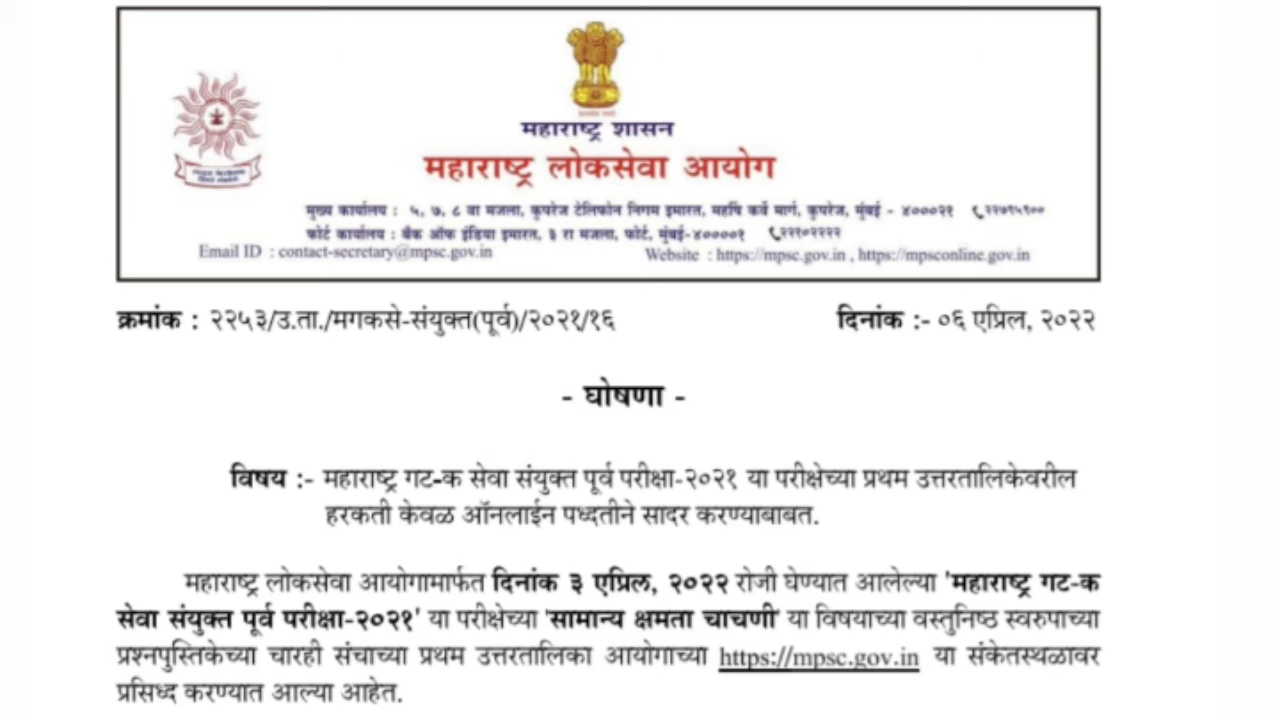 महाराष्ट्र शासन
महाराष्ट्र लोकसेवा आयोग
मुख्य कार्यालय : ५, ७, ८ वा मजला, कुपरेज टेलिफोन निगम इमारत, महर्षि कर्वे मार्ग, कुपरेज, मुंबई - ४०००२१ २२७९५९००
फोर्ट कार्यालय : बँक ऑफ इंडिया इमारत, ३ रा मजला, फोर्ट, मुंबई-४००००१ २२१०२२२२
Email ID : contact-secretary@mpsc.gov.in Website : https://mpsc.gov.in , https://mpsconline.gov.in
क्रमांक : २२५३/उ.ता./मगकसे-संयुक्त(पूर्व)/२०२१/१६ दिनांक :- ०६ एप्रिल, २०२२
- घोषणा -
विषय :- महाराष्ट्र गट-क सेवा संयुक्त पूर्व परीक्षा-२०२१ या परीक्षेच्या प्रथम उत्तरतालिकेवरील
हरकती केवळ ऑनलाईन पध्दतीने सादर करण्याबाबत.
महाराष्ट्र लोकसेवा आयोगामार्फत दिनांक ३ एप्रिल, २०२२ रोजी घेण्यात आलेल्या 'महाराष्ट्र गट-क
सेवा संयुक्त पूर्व परीक्षा-२०२१' या परीक्षेच्या 'सामान्य क्षमता चाचणी' या विषयाच्या वस्तुनिष्ठ स्वरुपाच्या
प्रश्नपुस्तिकेच्या चारही संचाच्या प्रथम उत्तरतालिका आयोगाच्या https://mpsc.gov.in या संकेतस्थळावर
प्रसिध्द करण्यात आल्या आहेत.